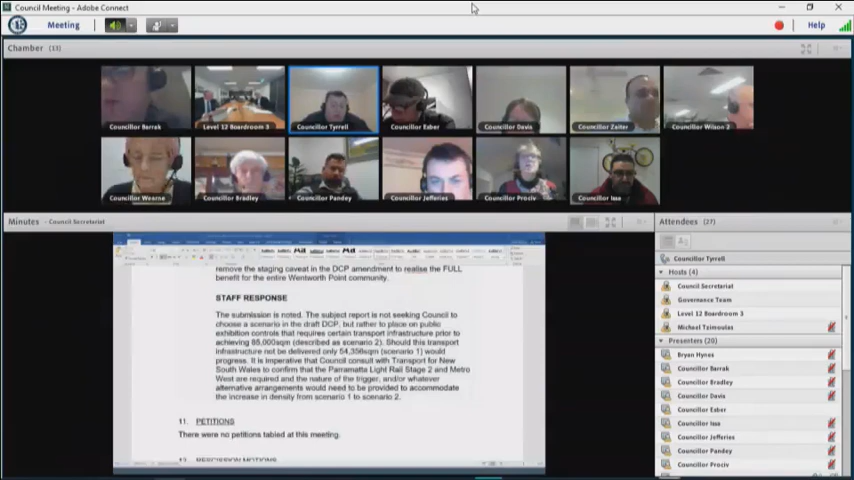 Council Meeting - Adobe Connect
Meeting
Help
Chamber (13)
Councillor Barrak
Level 12 Boardroom 3
Councillor Tyrrell
Councillor Esber
Councillor Davis
Councillor Zaiter
Councillor Wilson 2
Councillor Wearne
Councillor Bradley
Councillor Pandey
Councillor Jefferies
Councillor Prociv
Councillor Issa
Minutes - Council Secretariat
remove the staging caveat in the DCP amendment to realise the FULL
benefit for the entire Wentworth Point community.
STAFF RESPONSE
The submission is noted. The subject report is not seeking Council to
choose a scenario in the draft DCP, but rather to place on public
exhibition controls that requires certain transport infrastructure prior to
achieving 85,000sqm (described as scenario 2). Should this transport
infrastructure not be delivered only 54,356sqm (scenario 1) would
progress. It is imperative that Council consult with Transport for New
South Wales to confirm that the Parramatta Light Rail Stage 2 and Metro
West are required and the nature of the trigger, and/or whatever
alternative arrangements would need to be provided to accommodate
the increase in density from scenario 1 to scenario 2.
11. PETITIONS
There were no petitions tabled at this meeting.
RESCISSION MOTIONS
Attendees (27)
Councillor Tyrrell
Hosts (4)
Council Secretariat
Governance Team
Level 12 Boardroom 3
Michael Tzimoulas
Presenters (20)
Bryan Hynes
Councillor Barrak
Councillor Bradley
Councillor Davis
Councillor Esber
Councillor Issa
Councillor Jefferies
Councillor Pandey
Councillor Prociv